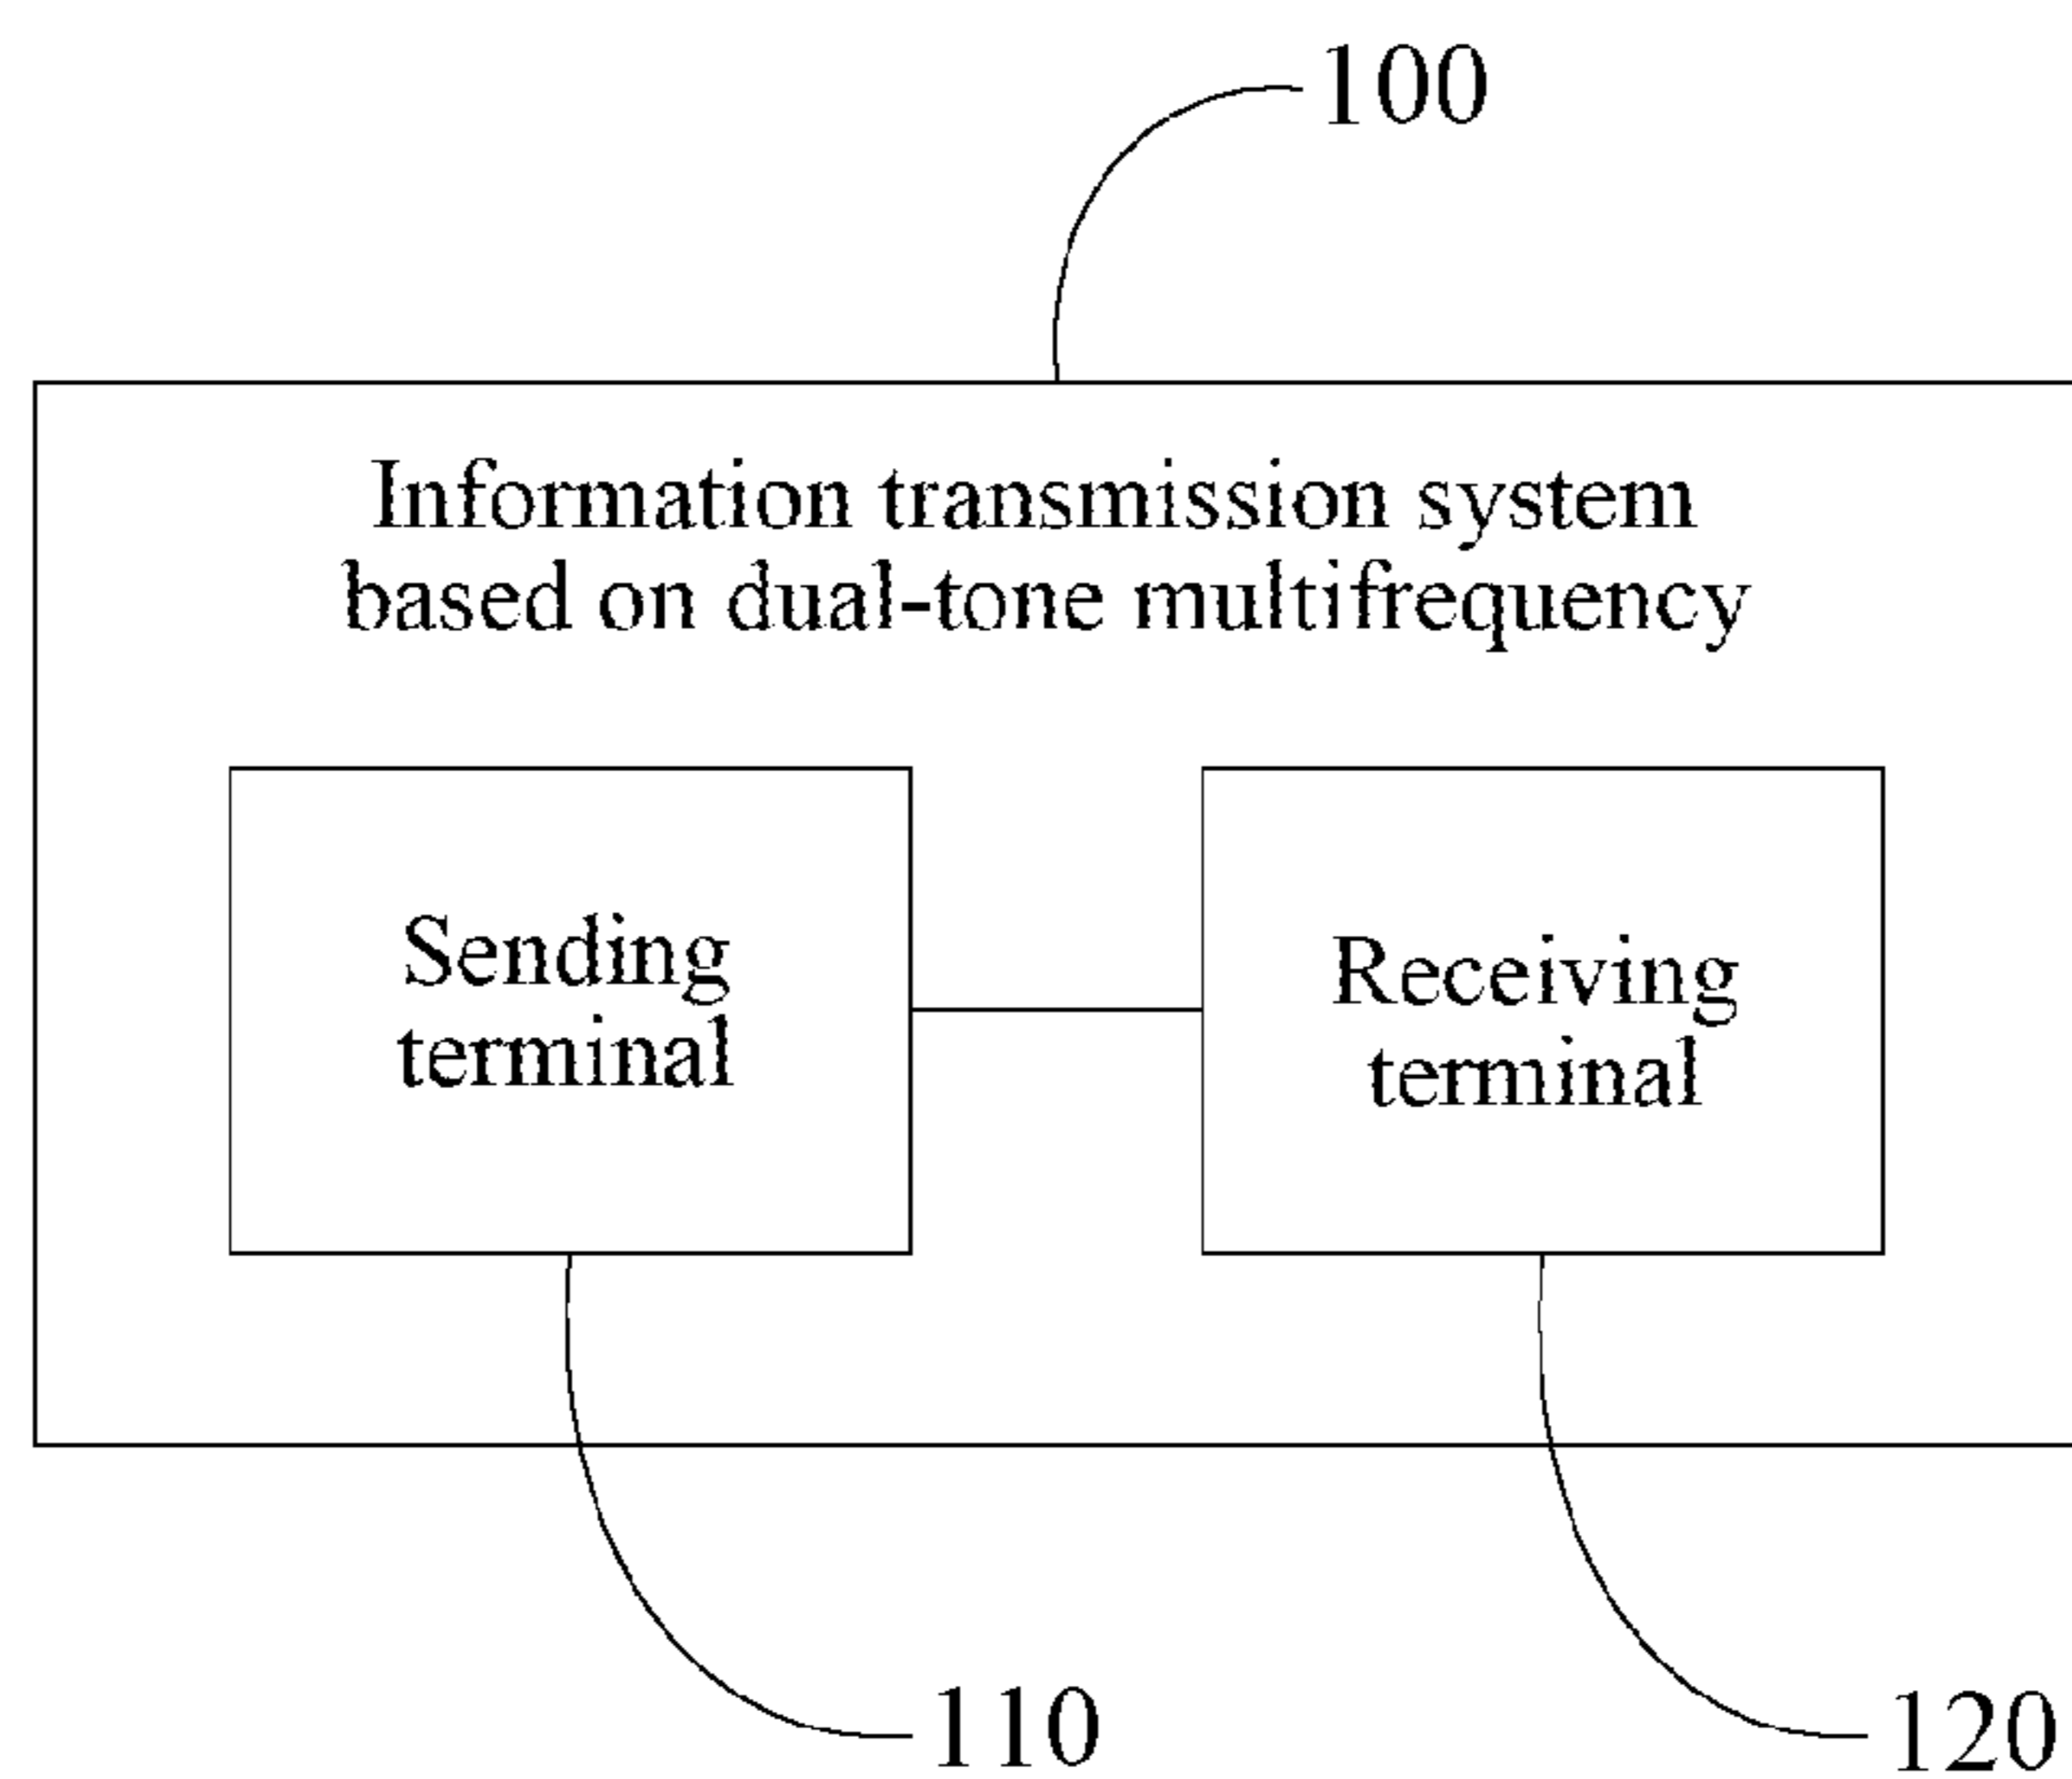 100
Information transmission system
based on dual-tone multifrequency
Sending
terminal
Receiving
terminal
110
120